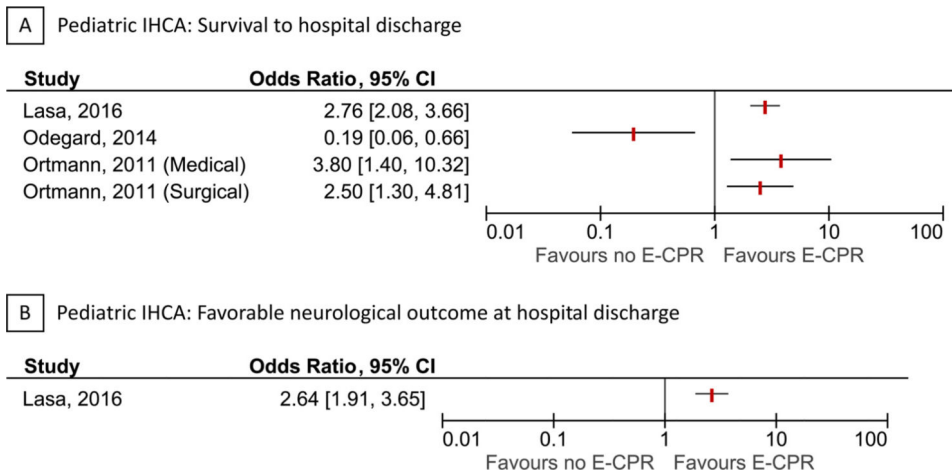 A Pediatric IHCA: Survival to hospital discharge
Study Odds Ratio, 95% CI
Lasa, 2016 2.76 [2.08, 3.66]
Odegard, 2014 0.19 [0.06, 0.66]
Ortmann, 2011 (Medical) 3.80 [1.40, 10.32]
Ortmann, 2011 (Surgical) 2.50 [1.30, 4.81]
0.01 0.1 1 10 100
Favours no E-CPR Favours E-CPR
B Pediatric IHCA: Favorable neurological outcome at hospital discharge
Study Odds Ratio, 95% CI
Lasa, 2016 2.64 [1.91, 3.65]
0.01 0.1 1 10 100
Favours no E-CPR Favours E-CPR